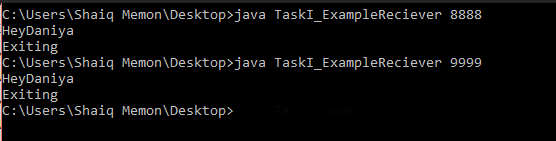 C:\Users\Shaiq Memon\Desktop>java TaskI_ExampleReciever 8888
HeyDaniya
Exiting
C:\Users\Shaiq Memon\Desktop>java TaskI_ExampleReciever 9999
HeyDaniya
Exiting
C:\Users\Shaiq Memon\Desktop>